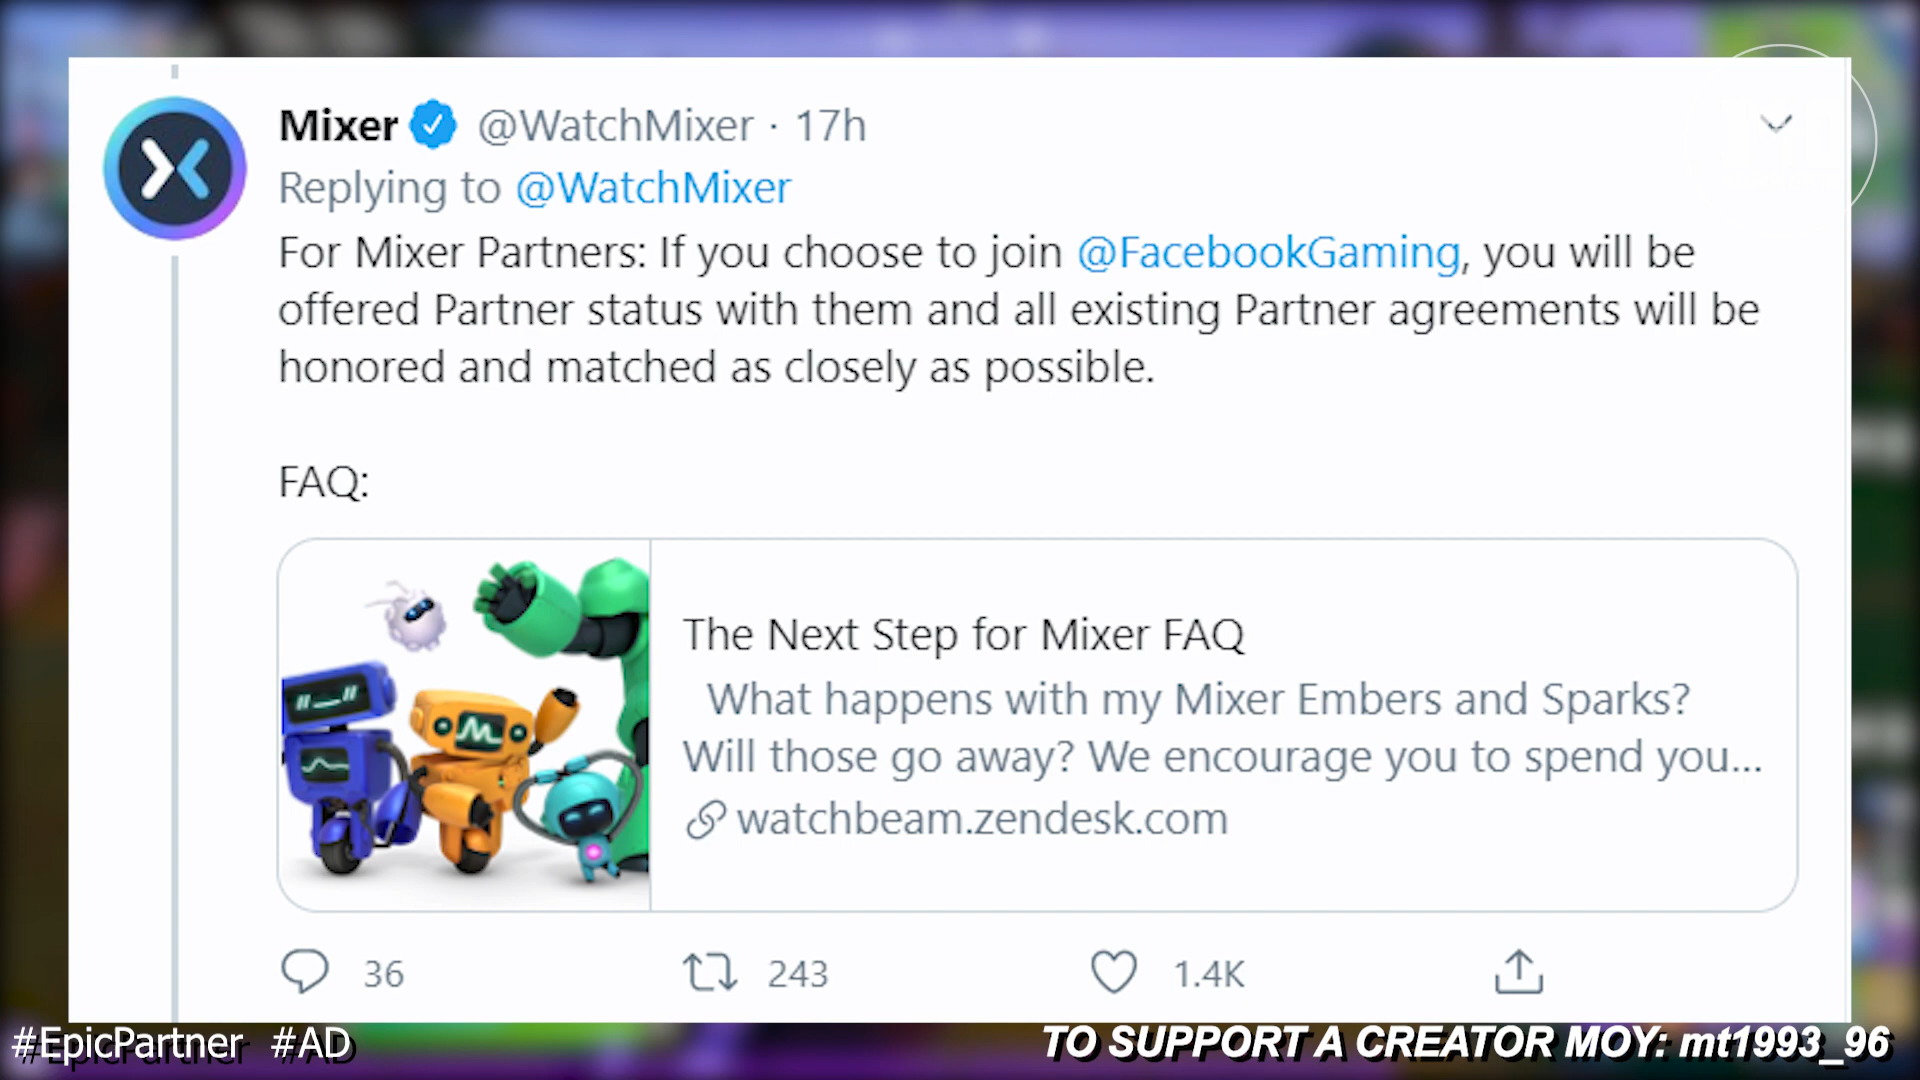 Mixer @WatchMixer · 17h
Replying to @WatchMixer
For Mixer Partners: If you choose to join @FacebookGaming, you will be
offered Partner status with them and all existing Partner agreements will be
honored and matched as closely as possible.
FAQ:
The Next Step for Mixer FAQ
What happens with my Mixer Embers and Sparks?
Will those go away? We encourage you to spend you...
watchbeam.zendesk.com
36 243 1.4K
#EpicPartner #AD
TO SUPPORT A CREATOR MOY: mt1993_96